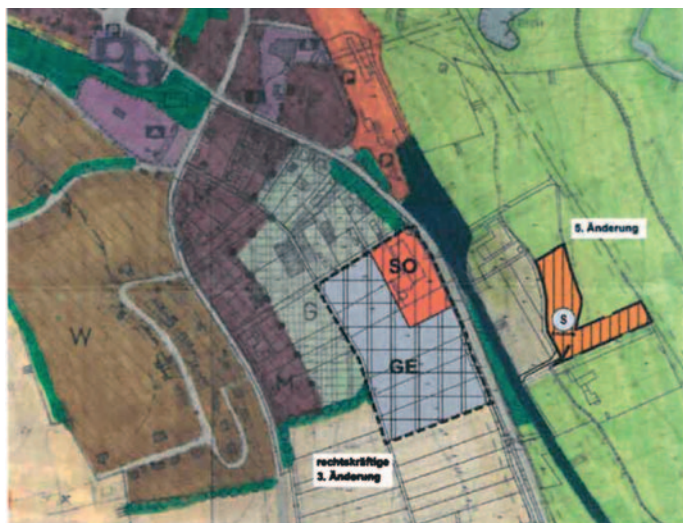 5. Änderung
SO
S
G
W
GE
M
rechtskräftige
3. Änderung